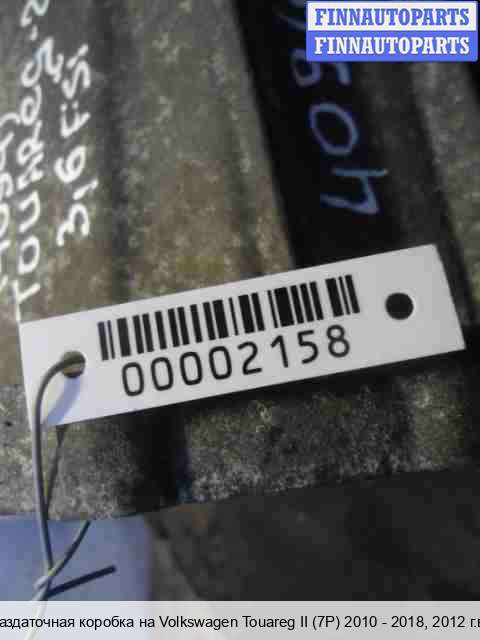 FINNAUTOPARTS
FINNAUTOPARTS
TOUAREG-2
3,6 FSi
00002158
аздаточная коробка на Volkswagen Touareg II (7P) 2010 - 2018, 2012 г.в